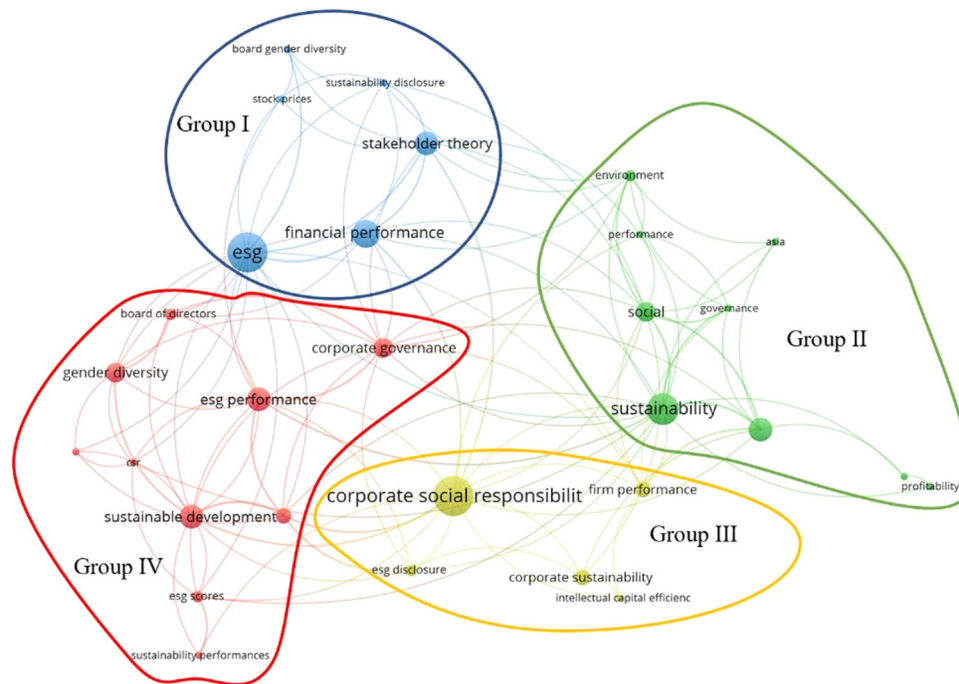 board gender diversity
sustainability disclosure
stock prices
Group I
stakeholder theory
financial performance
esg
environment
performance
asia
social
governance
Group II
sustainability
profitability
board of directors
corporate governance
gender diversity
esg performance
csr
sustainable development
Group IV
esg scores
sustainability performances
corporate social responsibilit
firm performance
Group III
esg disclosure
corporate sustainability
intellectual capital efficienc